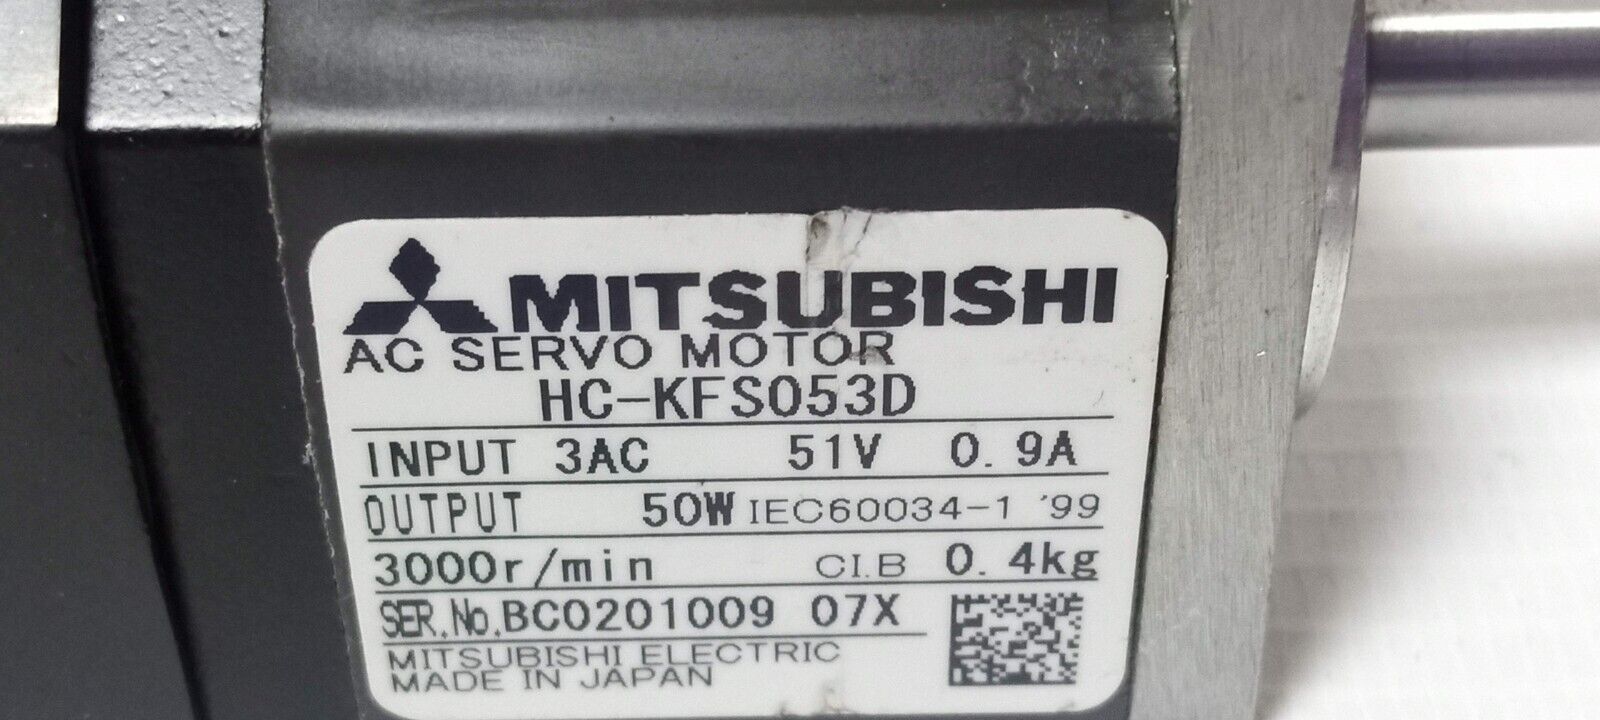 MITSUBISHI
AC SERVO MOTOR
HC-KFS053D
INPUT 3AC 51V 0.9A
OUTPUT 50W IEC60034-1 '99
3000r/min CI.B 0.4kg
SER.No.BC0201009 07X
MITSUBISHI ELECTRIC
MADE IN JAPAN